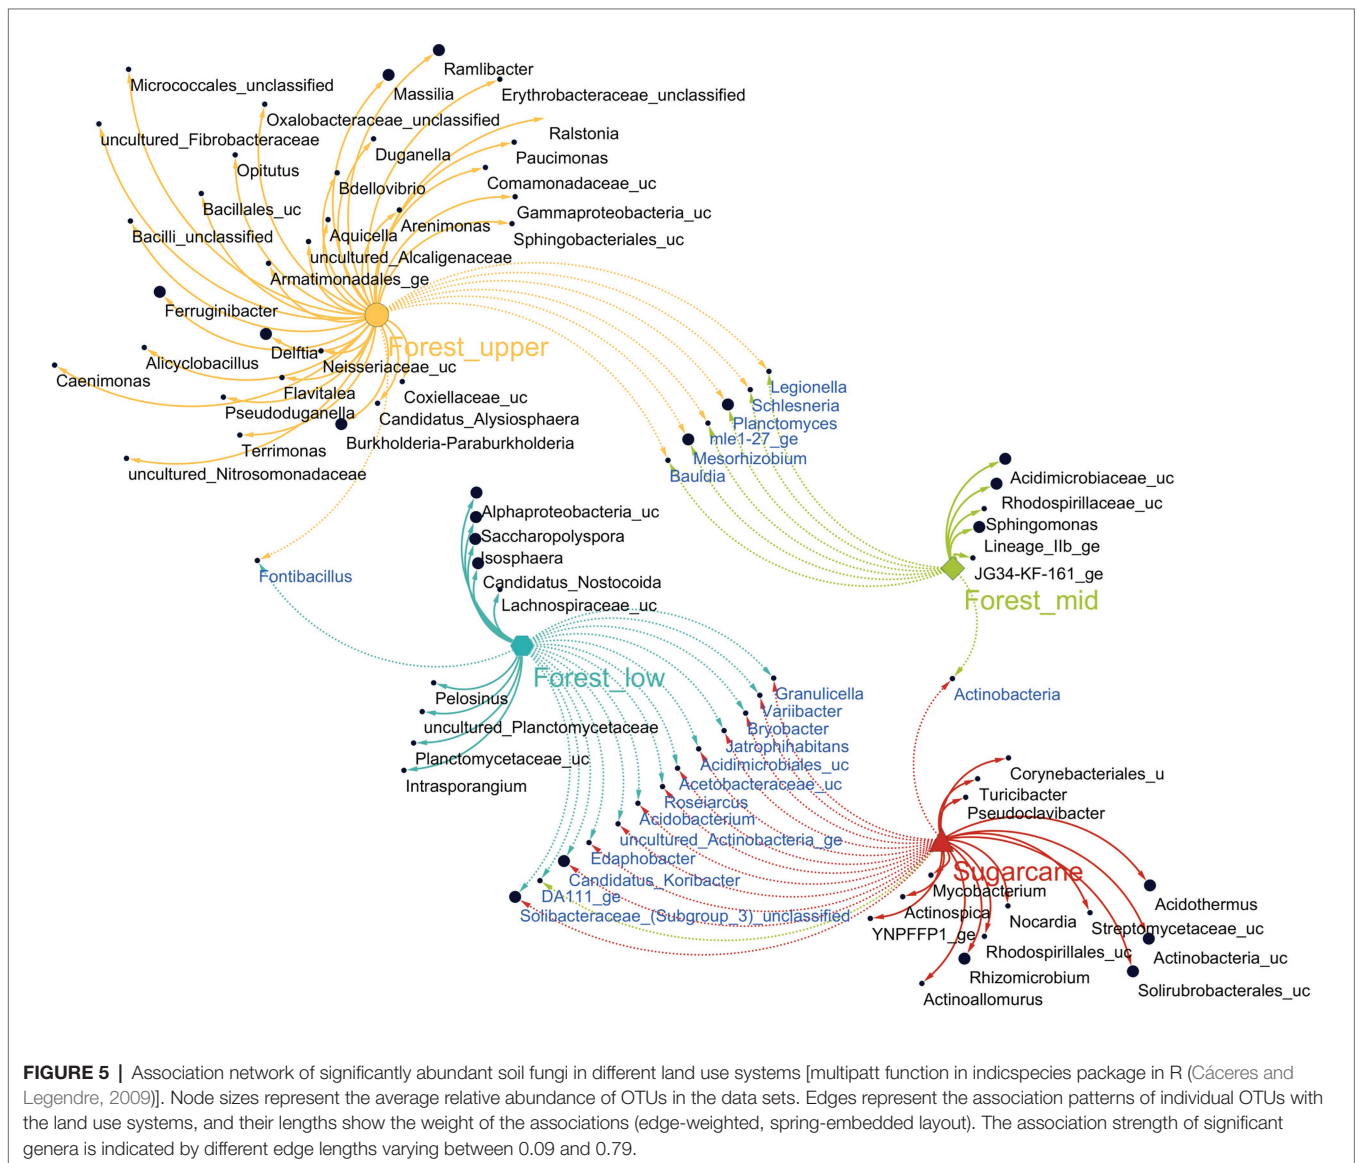 Ramlibacter
Micrococcales_unclassified
Massilia
Erythrobacteraceae_unclassified
Oxalobacteraceae_unclassified
Ralstonia
uncultured_Fibrobacteraceae
Duganella
Paucimonas
Opitutus
Bdellovibrio
Comamonadaceae_uc
Bacillales_uc
Gammaproteobacteria_uc
Arenimonas
Bacilli_unclassified
Aquicella
Sphingobacteriales_uc
uncultured_Alcaligenaceae
Armatimonadales_ge
Ferruginibacter
Forest_upper
Delftia
Alicyclobacillus
Neisseriaceae_uc
Caenimonas
Flavitalea
Coxiellaceae_uc
Pseudoduganella
Candidatus_Alysiosphaera
Burkholderia-Paraburkholderia
Terrimonas
uncultured_Nitrosomonadaceae
Legionella
Schlesneria
Planctomyces
mle1-27_ge
Mesorhizobium
Bauldia
Acidimicrobiaceae_uc
Rhodospirillaceae_uc
Sphingomonas
Lineage_IIb_ge
JG34-KF-161_ge
Forest_mid
Alphaproteobacteria_uc
Saccharopolyspora
Isosphaera
Candidatus_Nostocoida
Lachnospiraceae_uc
Fontibacillus
Forest_low
Pelosinus
uncultured_Planctomycetaceae
Planctomycetaceae_uc
Intrasporangium
Granulicella
Variibacter
Bryobacter
Jatrophihabitans
Acidimicrobiales_uc
Acetobacteraceae_uc
Roseiarcus
Acidobacterium
uncultured_Actinobacteria_ge
Edaphobacter
Candidatus_Koribacter
DA111_ge
Solibacteraceae_(Subgroup_3)_unclassified
Actinobacteria
Corynebacteriales_u
Turicibacter
Pseudoclavibacter
Sugarcane
Mycobacterium
Acidothermus
Actinospica
Nocardia
Streptomycetaceae_uc
YNPFFP1_ge
Rhodospirillales_uc
Actinobacteria_uc
Rhizomicrobium
Solirubrobacterales_uc
Actinoallomurus
FIGURE 5 | Association network of significantly abundant soil fungi in different land use systems [multipatt function in indicspecies package in R (Cáceres and
Legendre, 2009)]. Node sizes represent the average relative abundance of OTUs in the data sets. Edges represent the association patterns of individual OTUs with
the land use systems, and their lengths show the weight of the associations (edge-weighted, spring-embedded layout). The association strength of significant
genera is indicated by different edge lengths varying between 0.09 and 0.79.